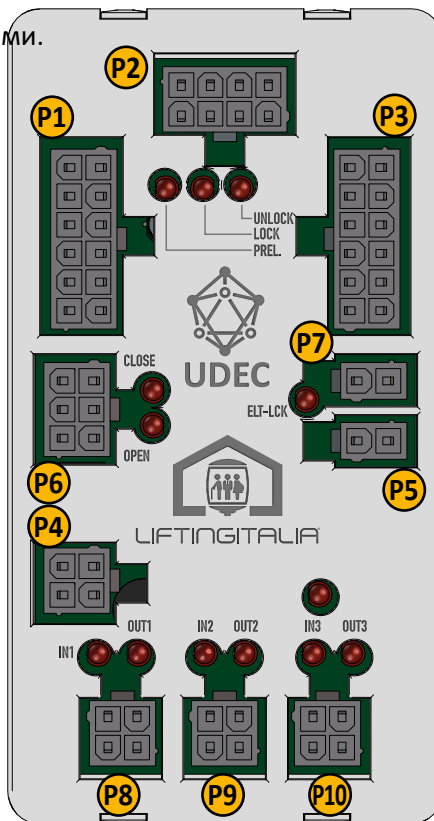 ми.
P2
P1
P3
UNLOCK
LOCK
PREL.
P7
CLOSE
UDEC
ELT-LCK
OPEN
P6
P5
P4
LIFTINGITALIA
IN1
OUT1
IN2
OUT2
IN3
OUT3
P8
P9
P10